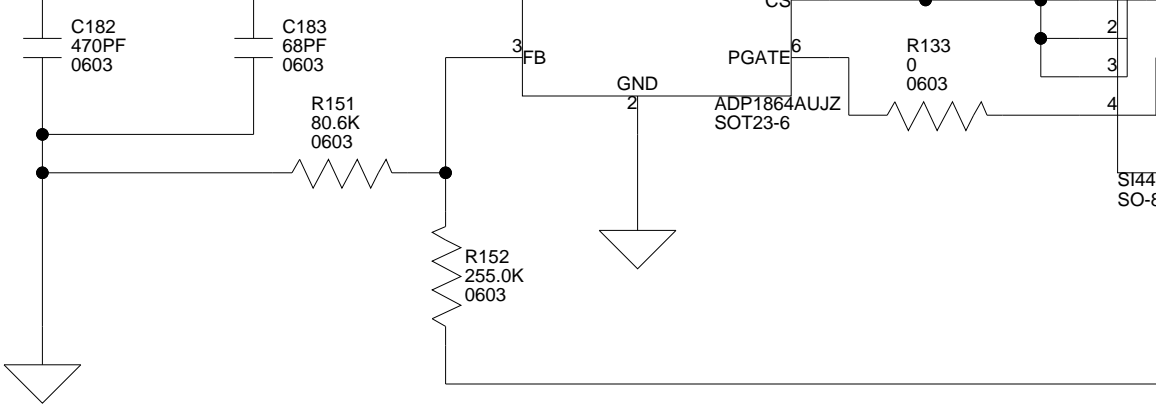 C182
470PF
0603
C183
68PF
0603
CS
2
3
FB
PGATE
6
R133
0
0603
3
GND
2
ADP1864AUJZ
SOT23-6
4
R151
80.6K
0603
SI44
SO-8
R152
255.0K
0603